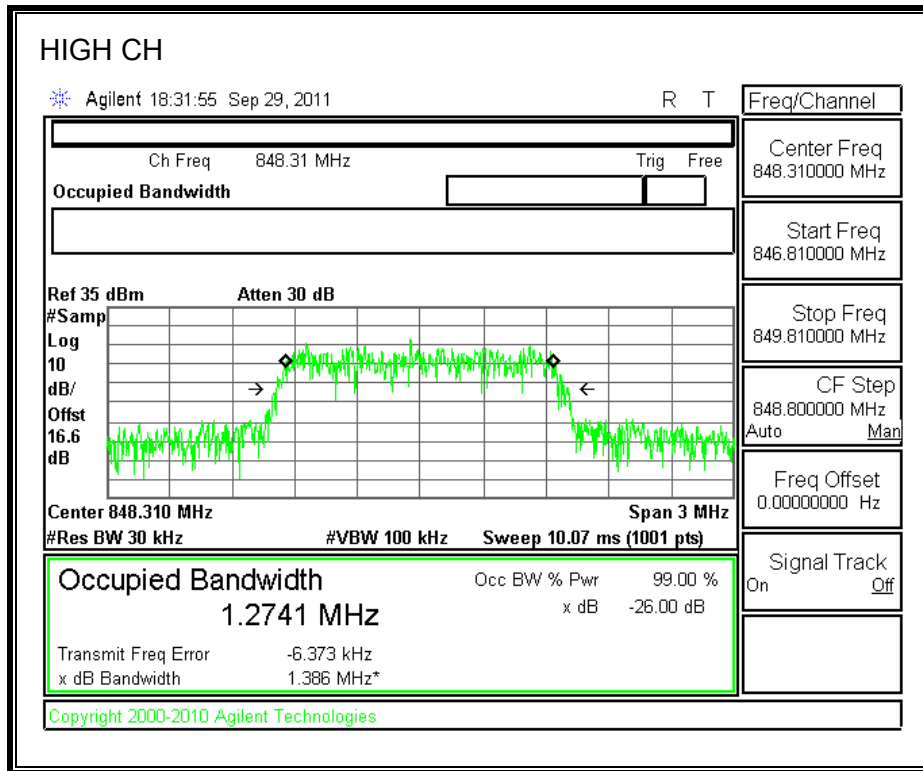 HIGH CH
Agilent 18:31:55 Sep 29, 2011 R T
Freq/Channel
Ch Freq 848.31 MHz Trig Free
Occupied Bandwidth
Center Freq
848.310000 MHz
Start Freq
846.810000 MHz
Stop Freq
849.810000 MHz
CF Step
848.800000 MHz
Auto Man
Freq Offset
0.00000000 Hz
Signal Track
On Off
Ref 35 dBm Atten 30 dB
#Samp
Log
10
dB/
Offst
16.6
dB
Center 848.310 MHz Span 3 MHz
#Res BW 30 kHz #VBW 100 kHz Sweep 10.07 ms (1001 pts)
Occupied Bandwidth Occ BW % Pwr 99.00 %
1.2741 MHz x dB -26.00 dB
Transmit Freq Error -6.373 kHz
x dB Bandwidth 1.386 MHz*
Copyright 2000-2010 Agilent Technologies